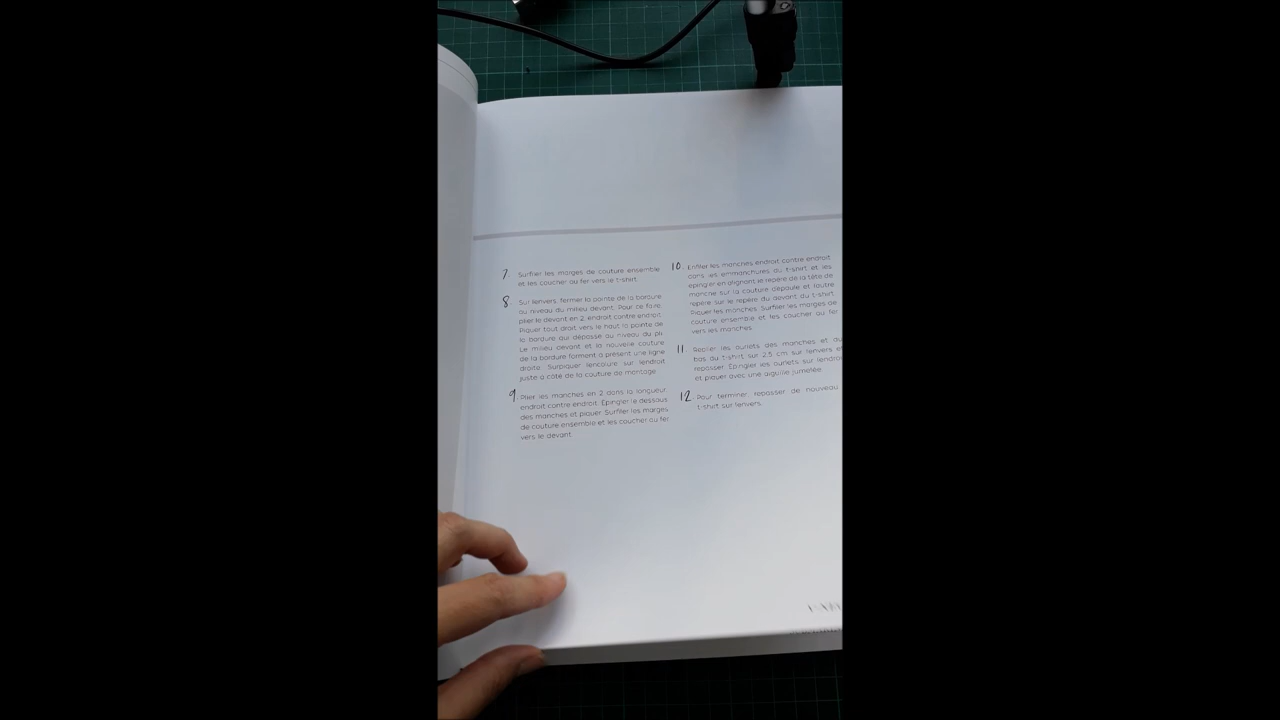 7. Surfiler les marges de couture ensemble
et les coucher au fer vers le t-shirt.
8 Sur l'envers, fermer la pointe de la bordure
au niveau du milieu devant. Pour ce faire,
plier le devant en 2, endroit contre endroit.
Piquer tout droit vers le haut la pointe de
la bordure qui dépasse au niveau du pli.
Le milieu devant et la nouvelle couture
de la bordure forment à présent une ligne
droite. Surpiquer l'encolure sur l'endroit
juste à côté de la couture de montage.
9 Plier les manches en 2 dans la longueur
endroit contre endroit. Épingler le dessous
des manches et piquer. Surfiler les marges
de couture ensemble et les coucher au fer
vers le devant.
10. Enfiler les manches endroit contre endroit
dans les emmanchures du t-shirt et les
épingler en alignant le repère de la tête de
manche sur la couture d'épaule et l'autre
repère sur le repère du devant du t-shirt.
Piquer les manches. Surfiler les marges de
couture ensemble et les coucher au fer
vers les manches.
11. Replier les ourlets des manches et du
bas du t-shirt sur 2,5 cm sur l'envers et
repasser. Épingler les ourlets sur l'endroit
et piquer avec une aiguille jumelée.
12 Pour terminer, repasser de nouveau
t-shirt sur l'envers.